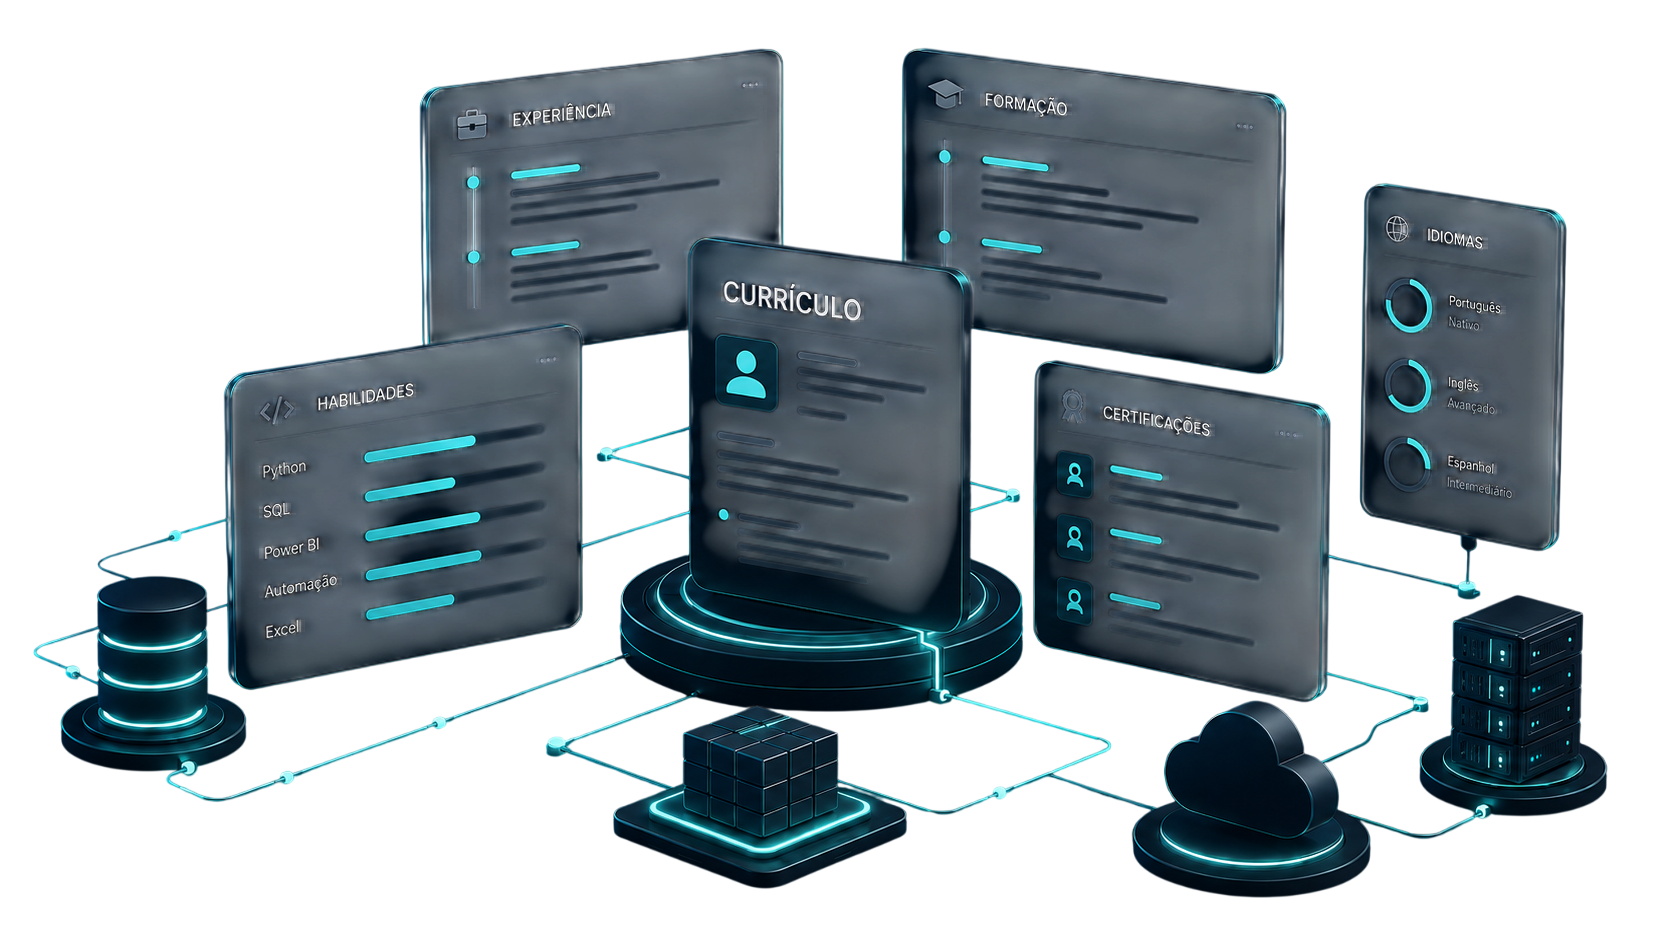 EXPERIÊNCIA
FORMAÇÃO
IDIOMAS
Português
Nativo
Inglês
Avançado
Espanhol
Intermediário
CURRÍCULO
HABILIDADES
Python
SQL
Power BI
Automação
Excel
CERTIFICAÇÕES